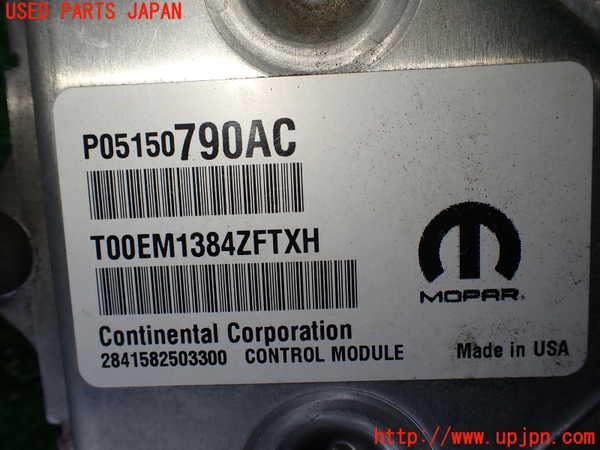 USED PARTS JAPAN
P05150790AC
T00EM1384ZFTXH
MOPAR
Continental Corporation
2841582503300 CONTROL MODULE
Made in USA
http://www.upjpn.com